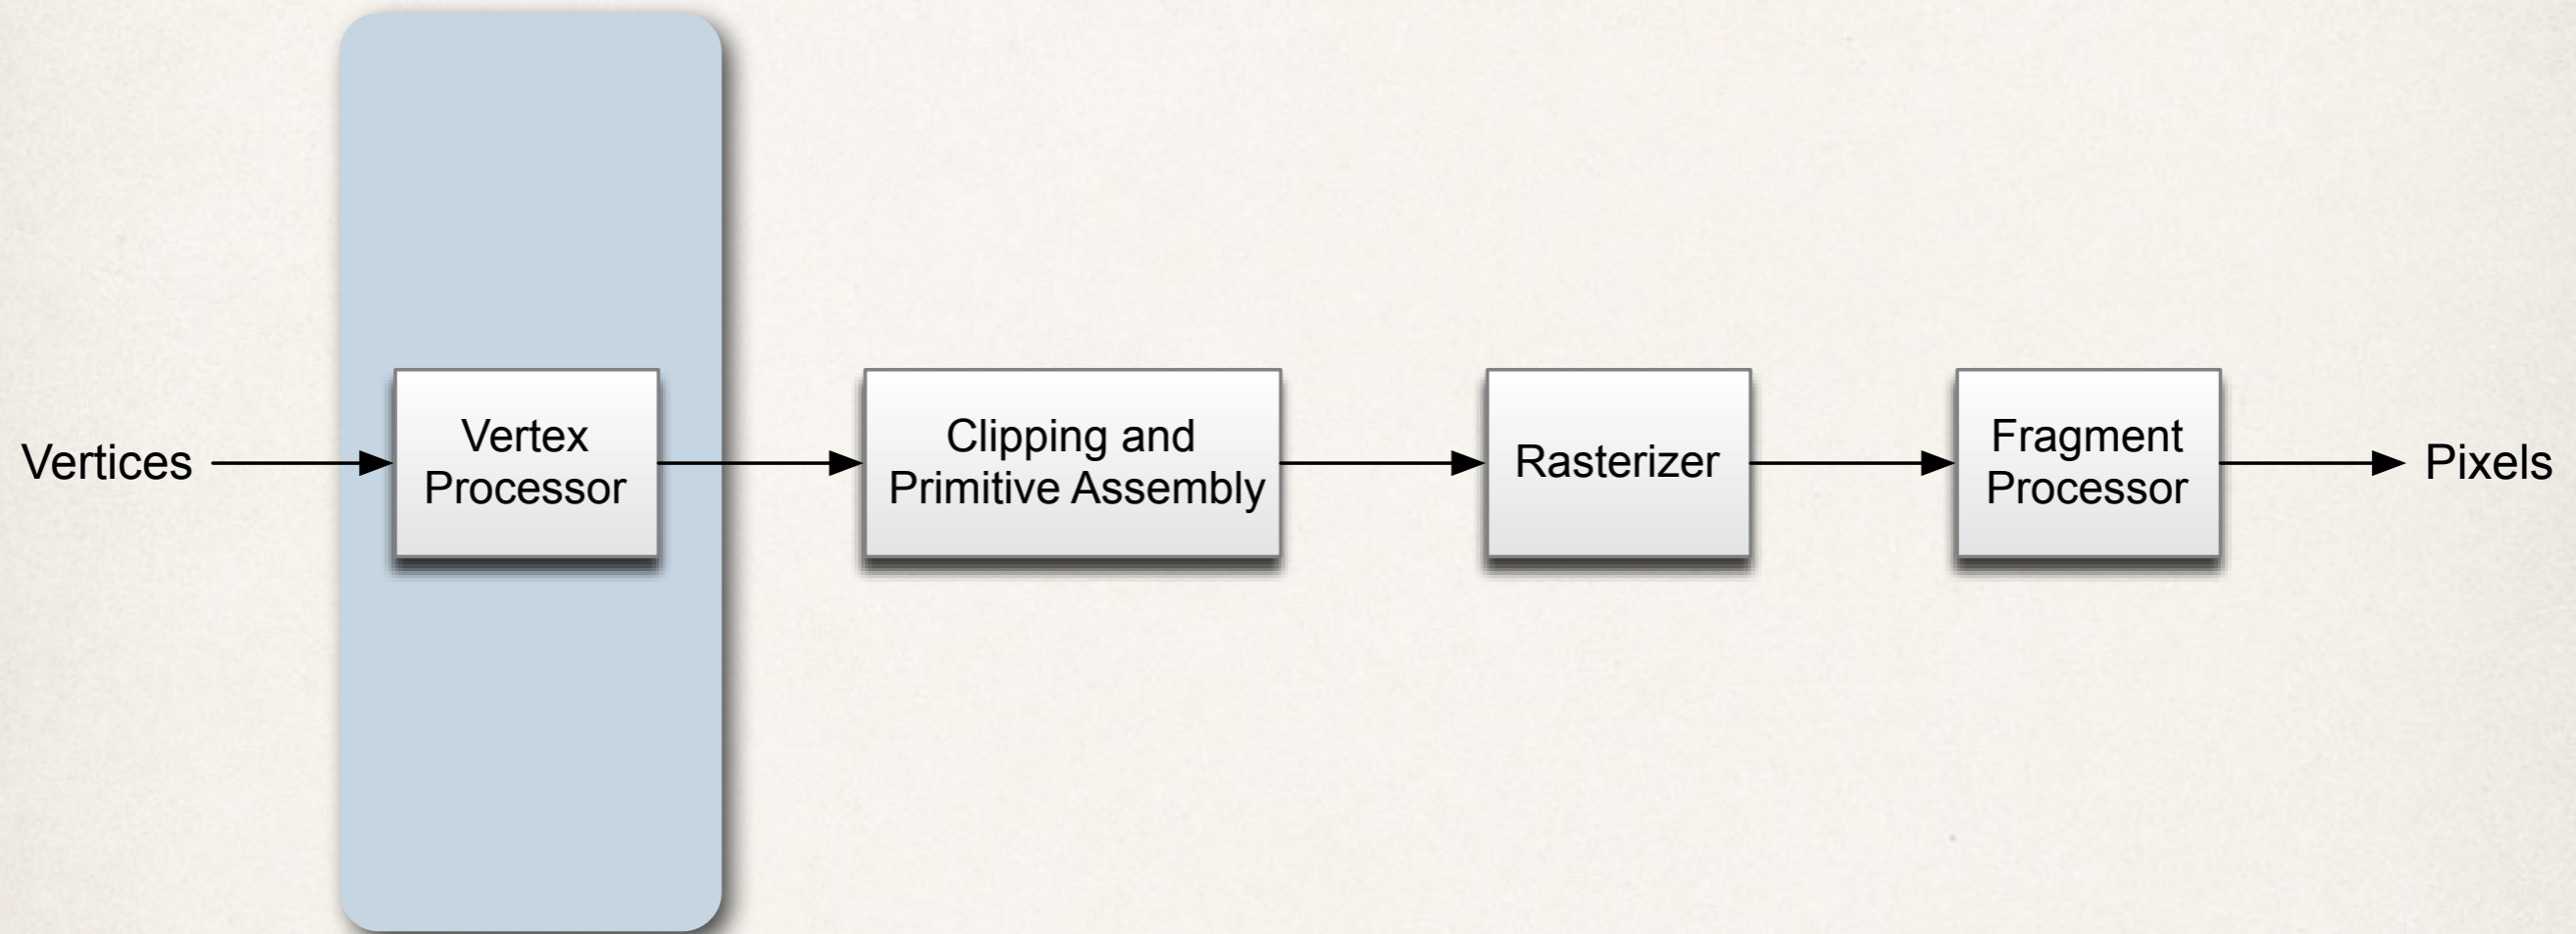 Vertices
Vertex
Processor
Clipping and
Primitive Assembly
Rasterizer
Fragment
Processor
Pixels